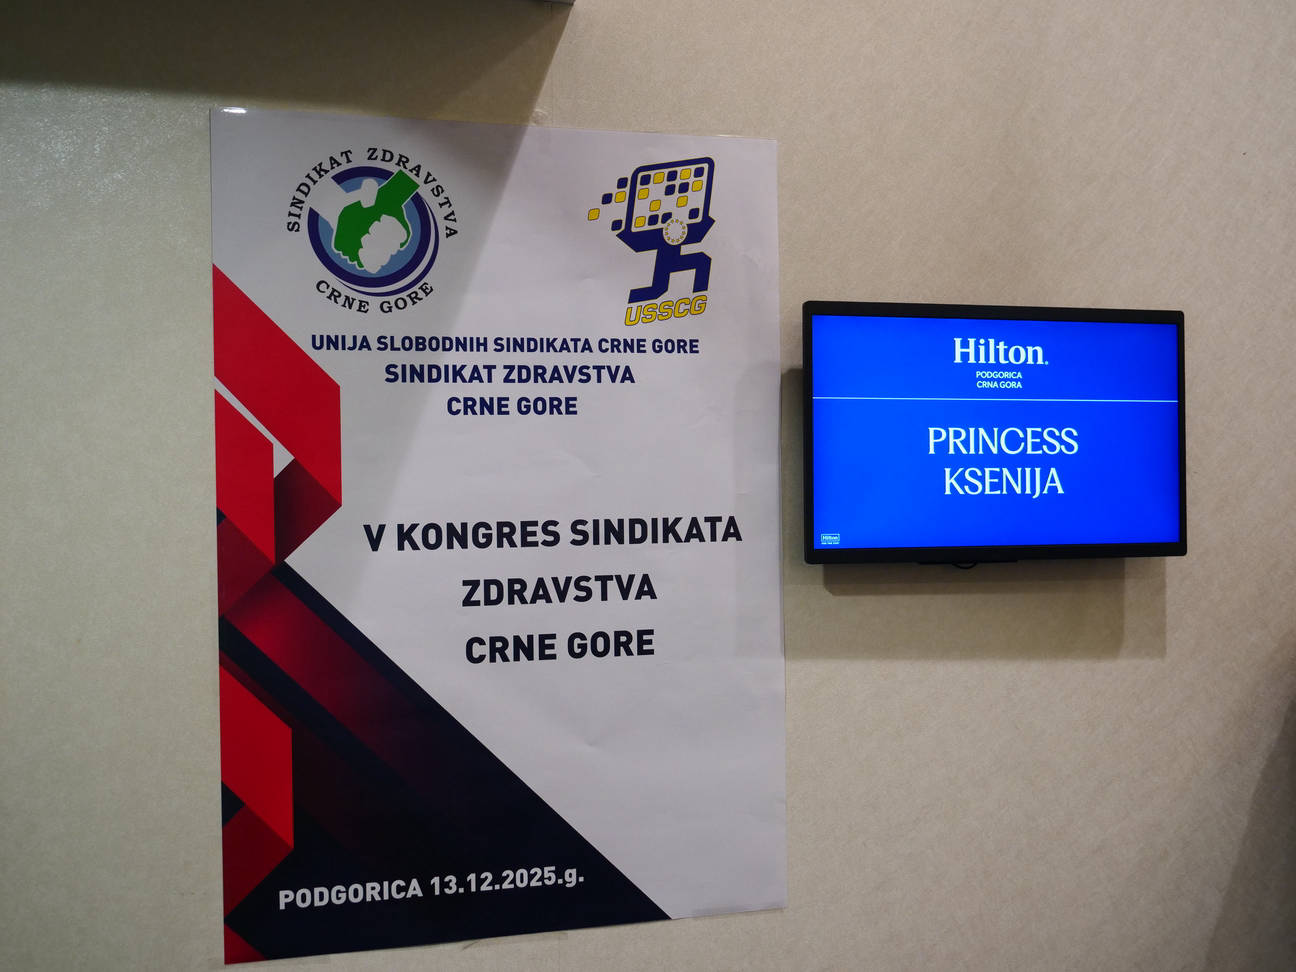 SINDIKAT ZDRAVSTVA
CRNE GORE
USSCG
UNIJA SLOBODNIH SINDIKATA CRNE GORE
SINDIKAT ZDRAVSTVA
CRNE GORE
V KONGRES SINDIKATA
ZDRAVSTVA
CRNE GORE
PODGORICA 13.12.2025.g.
Hilton
PODGORICA
CRNA GORA
PRINCESS
KSENIJA
Hilton